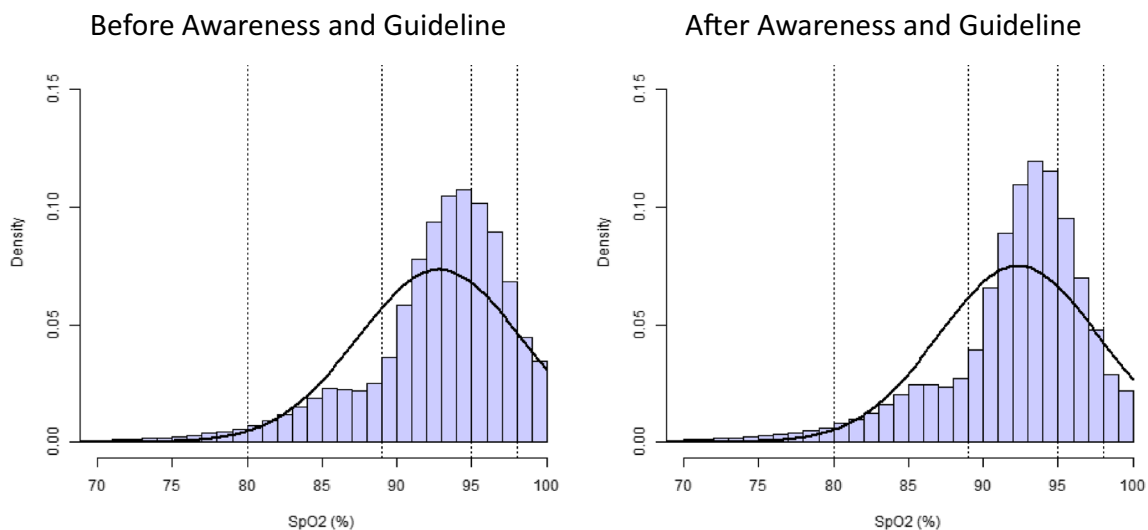 Before Awareness and Guideline
0.15
0.10
0.05
0.00
Density
70 75 80 85 90 95 100
SpO2 (%)
After Awareness and Guideline
0.15
0.10
0.05
0.00
Density
70 75 80 85 90 95 100
SpO2 (%)